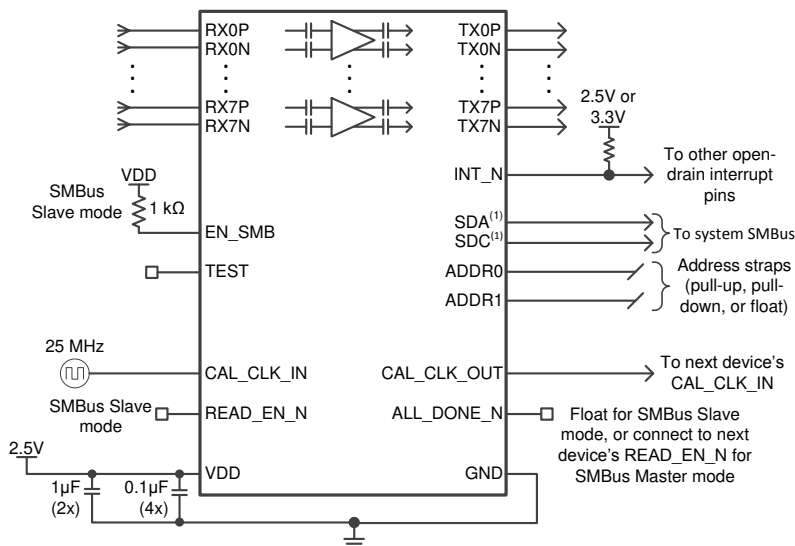 RX0P
RX0N
RX7P
RX7N
TX0P
TX0N
TX7P
TX7N
2.5V or
3.3V
INT_N
To other open-
drain interrupt
pins
VDD
SMBus
Slave mode
1 kΩ
EN_SMB
SDA(1)
SDC(1)
To system SMBus
TEST
ADDR0
ADDR1
Address straps
(pull-up, pull-
down, or float)
25 MHz
CAL_CLK_IN
CAL_CLK_OUT
To next device's
CAL_CLK_IN
SMBus Slave
mode
READ_EN_N
ALL_DONE_N
Float for SMBus Slave
mode, or connect to next
device's READ_EN_N for
SMBus Master mode
2.5V
VDD
GND
1μF
(2x)
0.1μF
(4x)